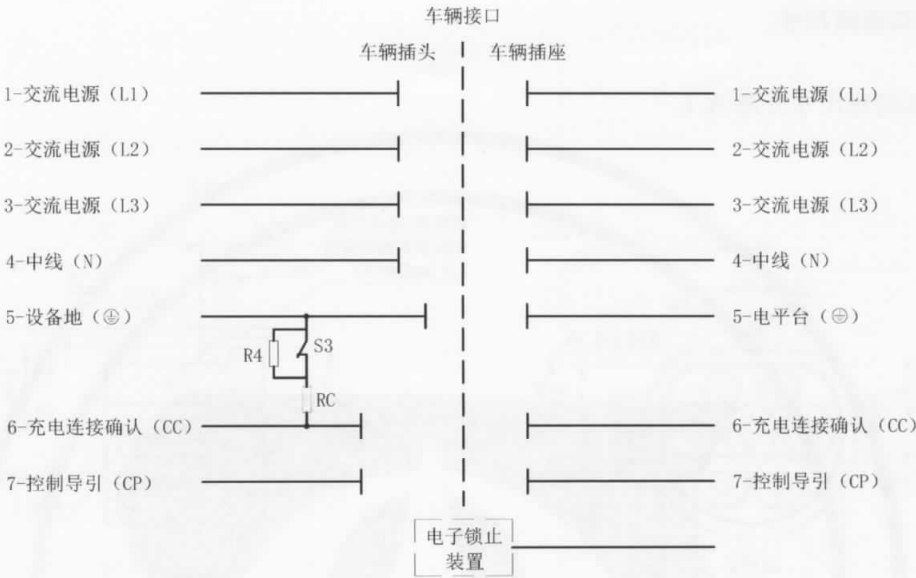 车辆接口
车辆插头 车辆插座
1-交流电源（L1） 1-交流电源（L1）
2-交流电源（L2） 2-交流电源（L2）
3-交流电源（L3） 3-交流电源（L3）
4-中线（N） 4-中线（N）
5-设备地（⏚） 5-电平台（⊕）
R4 S3
RC
6-充电连接确认（CC） 6-充电连接确认（CC）
7-控制导引（CP） 7-控制导引（CP）
电子锁止
装置